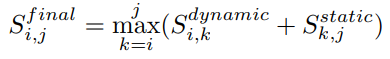 $S_{i,j}^{final} = \max_{k=i}^{j}(S_{i,k}^{dynamic} + S_{k,j}^{static})$